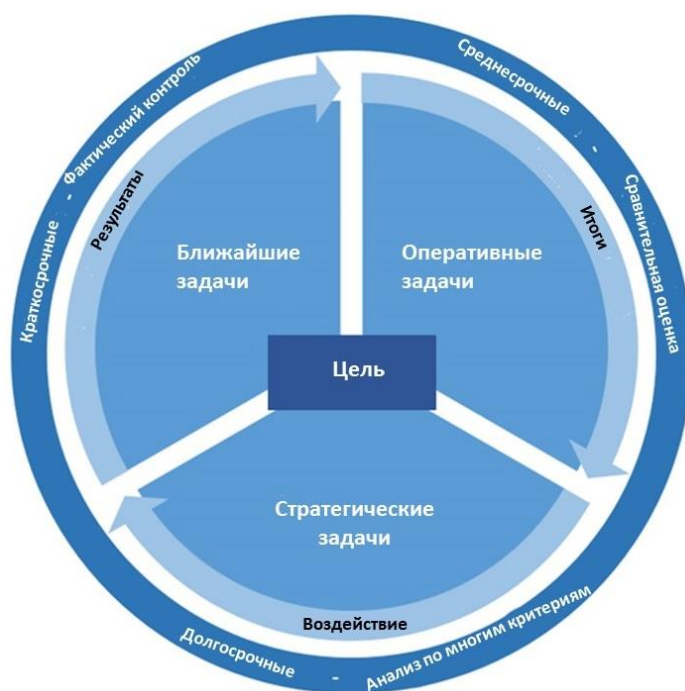 Краткосрочные - Фактический контроль
Среднесрочные - Сравнительная оценка
Результаты
Итоги
Ближайшие
задачи
Оперативные
задачи
Цель
Стратегические
задачи
Воздействие
Долгосрочные - Анализ по многим критериям